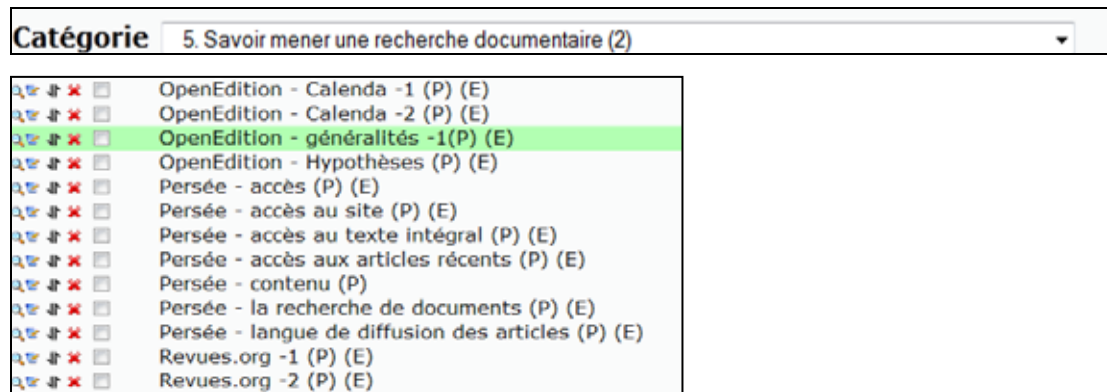 Catégorie 5. Savoir mener une recherche documentaire (2)
OpenEdition - Calenda -1 (P) (E)
OpenEdition - Calenda -2 (P) (E)
OpenEdition - généralités -1(P) (E)
OpenEdition - Hypothèses (P) (E)
Persée - accès (P) (E)
Persée - accès au site (P) (E)
Persée - accès au texte intégral (P) (E)
Persée - accès aux articles récents (P) (E)
Persée - contenu (P)
Persée - la recherche de documents (P) (E)
Persée - langue de diffusion des articles (P) (E)
Revues.org -1 (P) (E)
Revues.org -2 (P) (E)